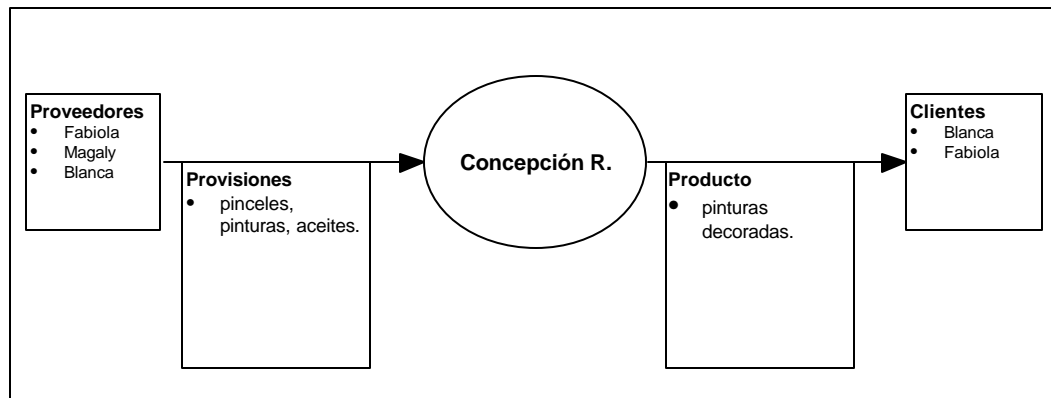 Proveedores
• Fabiola
• Magaly
• Blanca
Provisiones
• pinceles,
pinturas, aceites.
Concepción R.
Producto
• pinturas
decoradas.
Clientes
• Blanca
• Fabiola